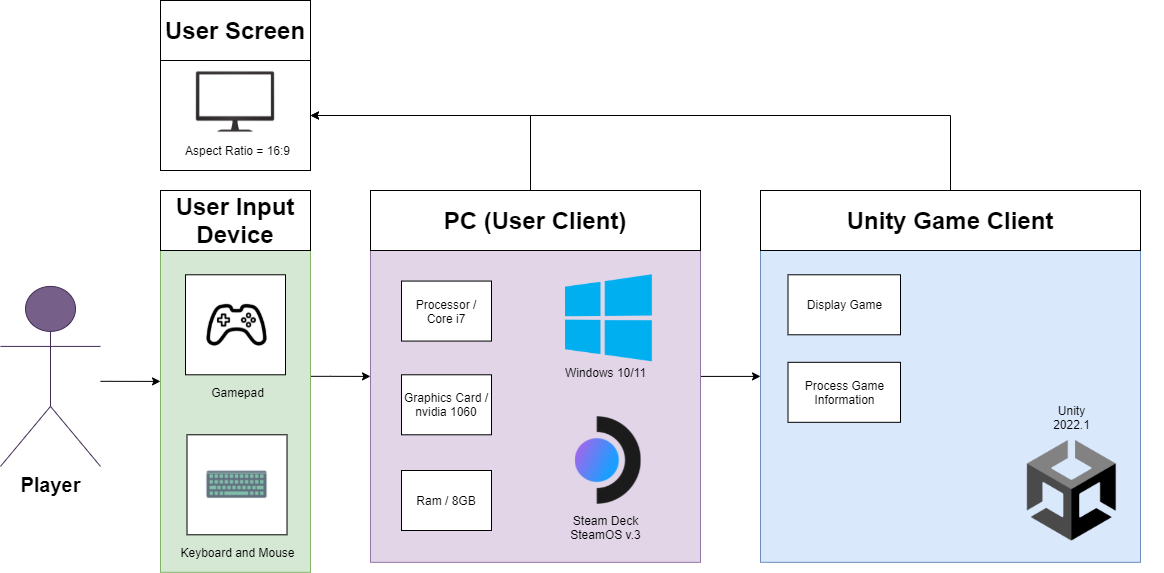 User Screen
Aspect Ratio = 16:9
User Input
Device
Gamepad
Keyboard and Mouse
Player
PC (User Client)
Processor /
Core i7
Graphics Card /
nvidia 1060
Ram / 8GB
Windows 10/11
Steam Deck
SteamOS v.3
Unity Game Client
Display Game
Process Game
Information
Unity
2022.1